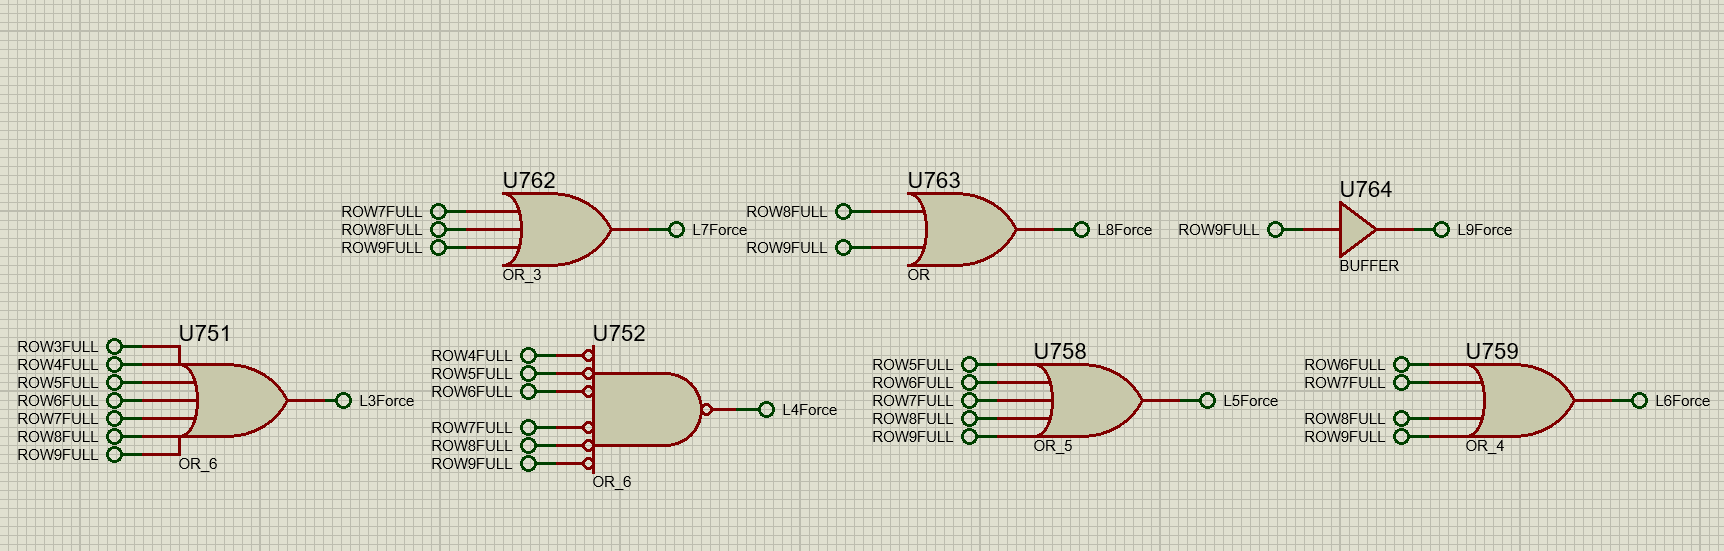 U762
ROW7FULL
ROW8FULL
ROW9FULL
L7Force
OR_3
U763
ROW8FULL
ROW9FULL
L8Force
OR
U764
ROW9FULL
L9Force
BUFFER
U751
ROW3FULL
ROW4FULL
ROW5FULL
ROW6FULL
ROW7FULL
ROW8FULL
ROW9FULL
L3Force
OR_6
U752
ROW4FULL
ROW5FULL
ROW6FULL
ROW7FULL
ROW8FULL
ROW9FULL
L4Force
OR_6
U758
ROW5FULL
ROW6FULL
ROW7FULL
ROW8FULL
ROW9FULL
L5Force
OR_5
U759
ROW6FULL
ROW7FULL
ROW8FULL
ROW9FULL
L6Force
OR_4